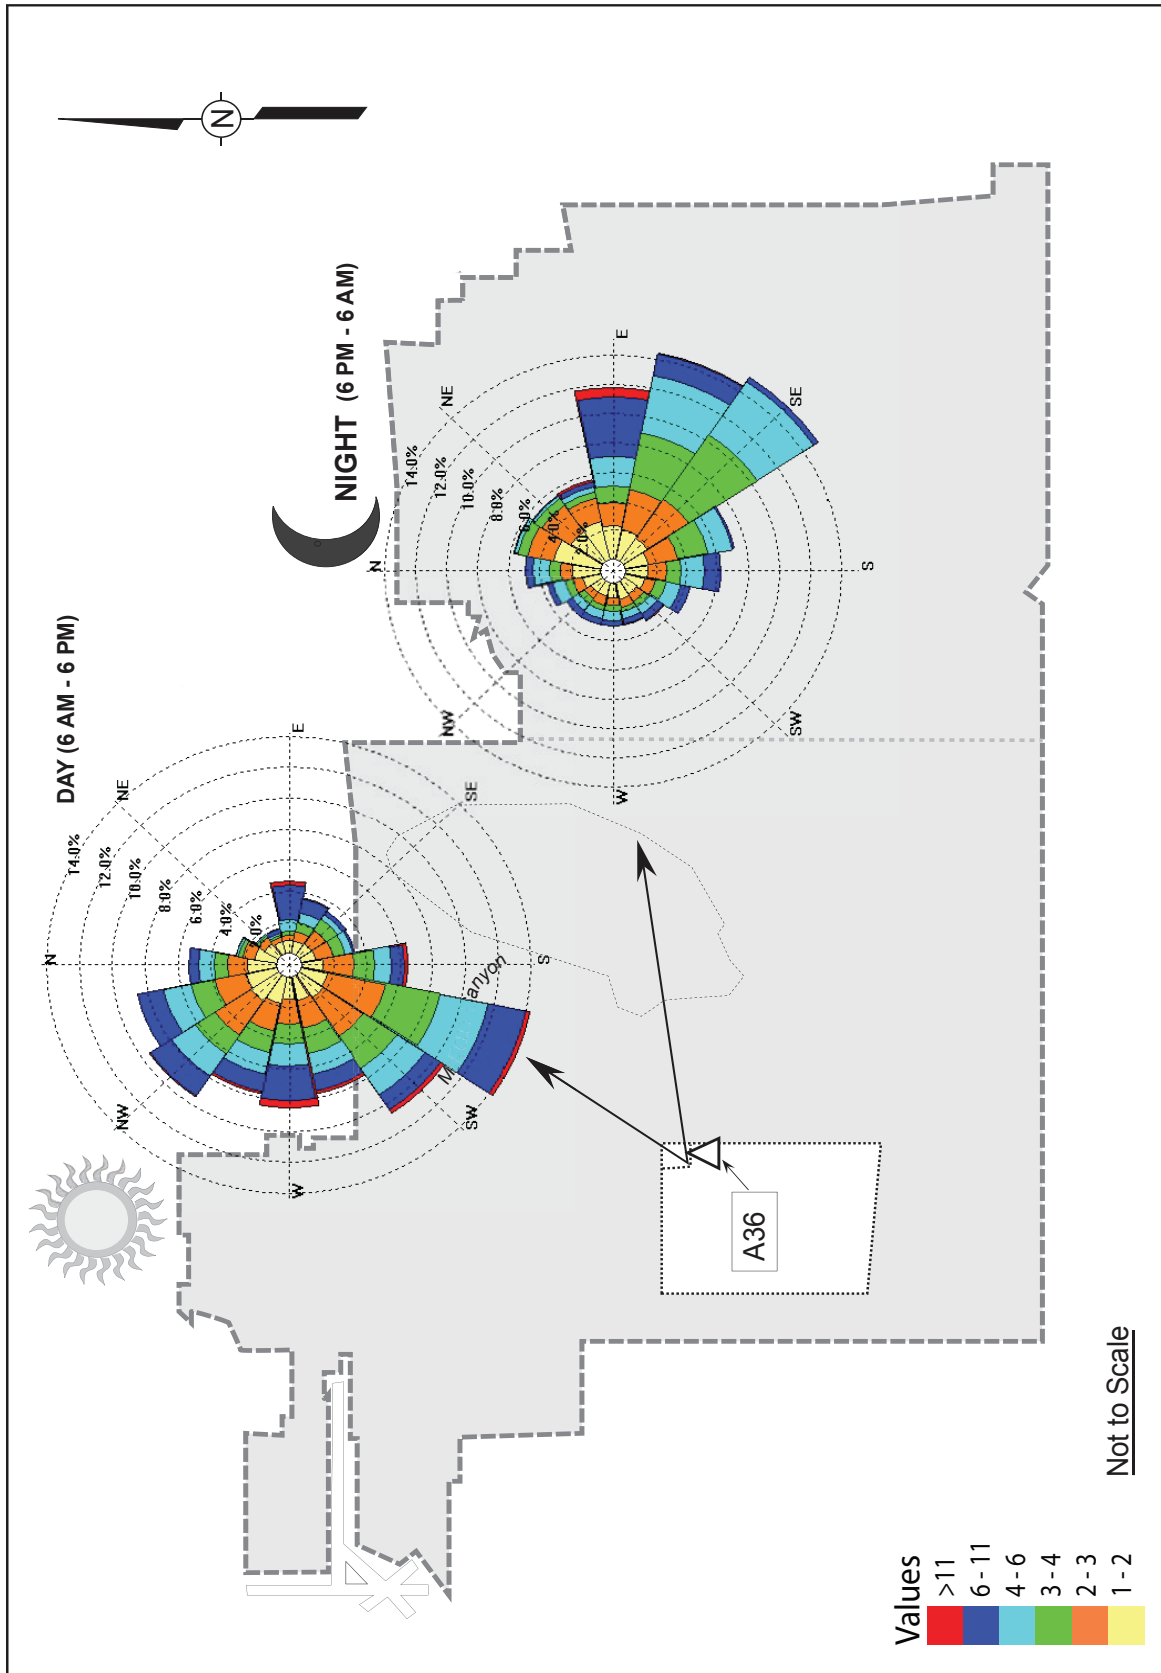 N
DAY (6 AM - 6 PM)
N
NE
E
SE
S
SW
W
NW
14.0%
12.0%
10.0%
8.0%
6.0%
4.0%
NIGHT (6 PM - 6 AM)
N
NE
E
SE
S
SW
W
NW
14.0%
12.0%
10.0%
8.0%
6.0%
4.0%
2.0%
A36
Values
>11
6 - 11
4 - 6
3 - 4
2 - 3
1 - 2
Not to Scale